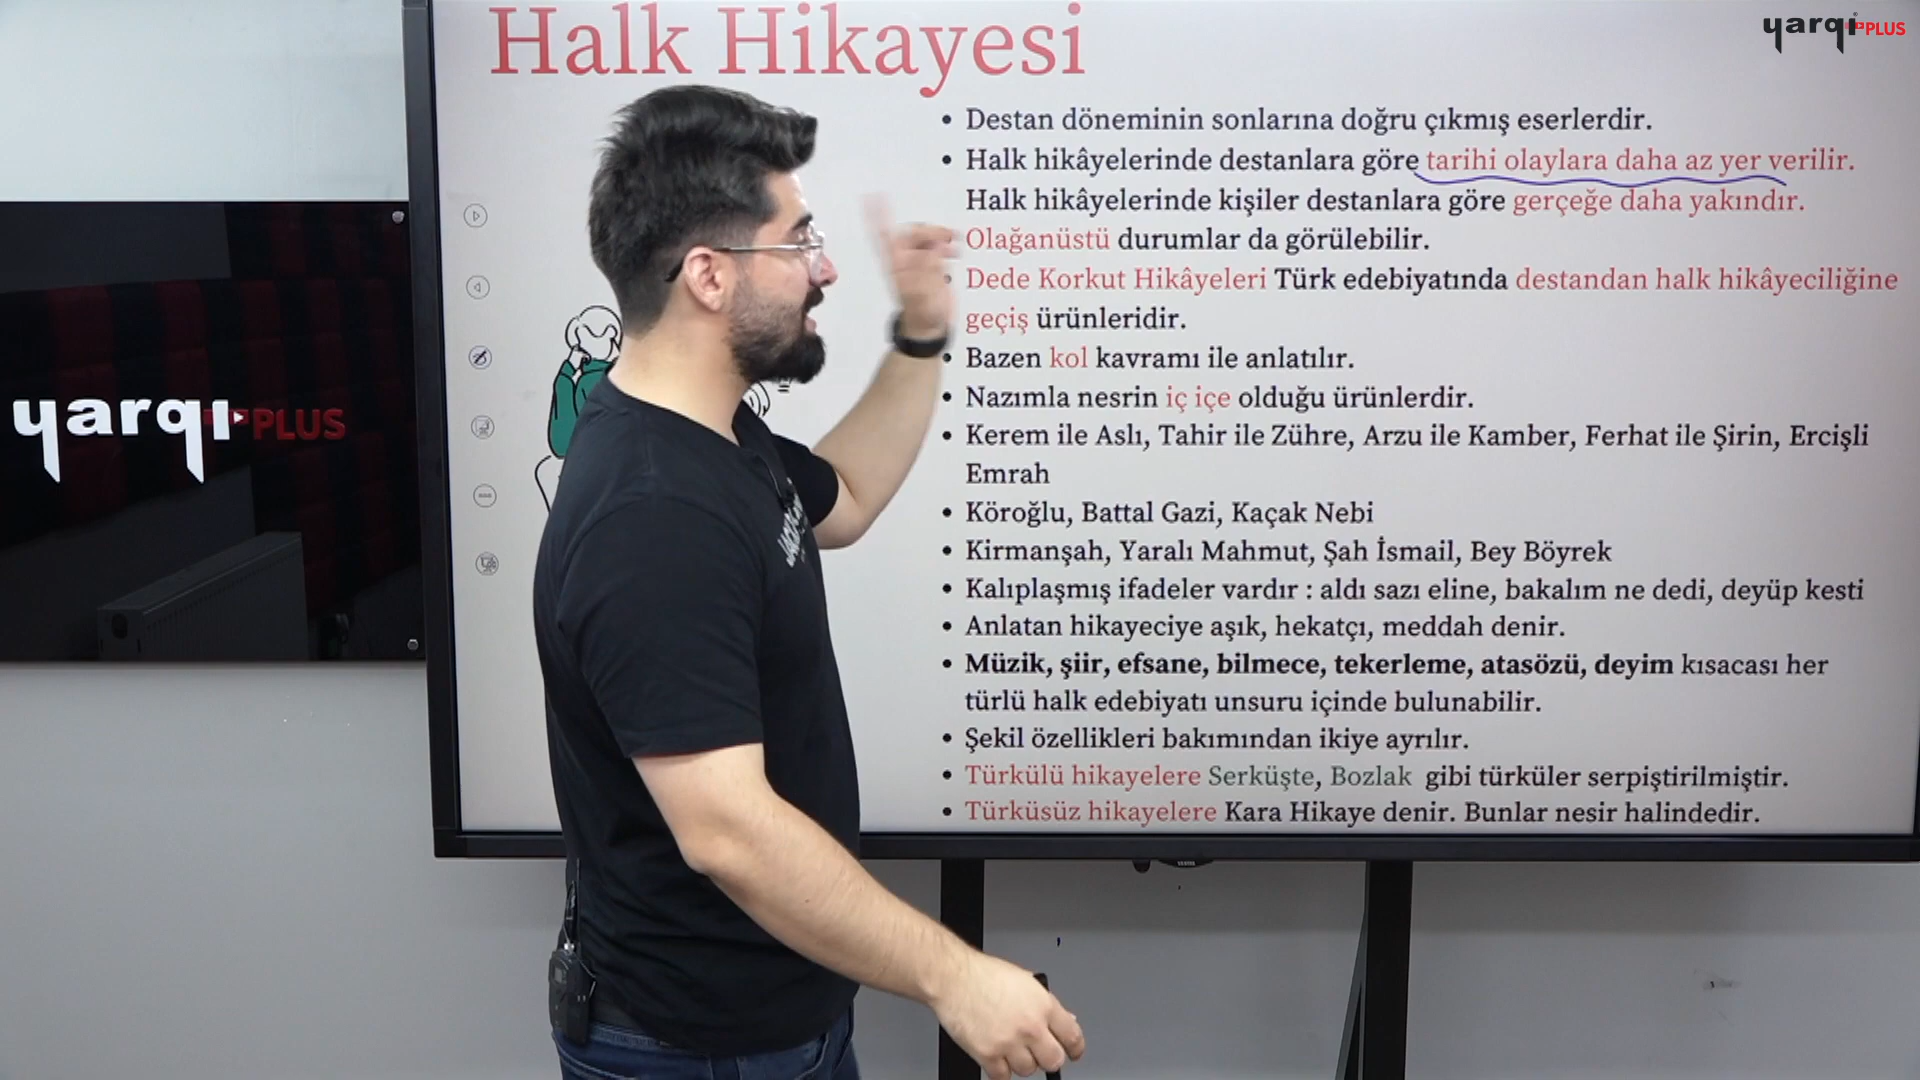 Halk Hikayesi
yarqı PLUS
• Destan döneminin sonlarına doğru çıkmış eserlerdir.
• Halk hikâyelerinde destanlara göre tarihi olaylara daha az yer verilir.
Halk hikâyelerinde kişiler destanlara göre gerçeğe daha yakındır.
Olağanüstü durumlar da görülebilir.
• Dede Korkut Hikâyeleri Türk edebiyatında destandan halk hikâyeciliğine
geçiş ürünleridir.
• Bazen kol kavramı ile anlatılır.
• Nazımla nesrin iç içe olduğu ürünlerdir.
• Kerem ile Aslı, Tahir ile Zühre, Arzu ile Kamber, Ferhat ile Şirin, Ercişli
Emrah
• Köroğlu, Battal Gazi, Kaçak Nebi
• Kirmanşah, Yaralı Mahmut, Şah İsmail, Bey Böyrek
• Kalıplaşmış ifadeler vardır : aldı sazı eline, bakalım ne dedi, deyüp kesti
• Anlatan hikayeciye aşık, hekatçı, meddah denir.
• Müzik, şiir, efsane, bilmece, tekerleme, atasözü, deyim kısacası her
türlü halk edebiyatı unsuru içinde bulunabilir.
• Şekil özellikleri bakımından ikiye ayrılır.
• Türkülü hikayelere Serküşte, Bozlak gibi türküler serpiştirilmiştir.
• Türküsüz hikayelere Kara Hikaye denir. Bunlar nesir halindedir.
yarqı PLUS